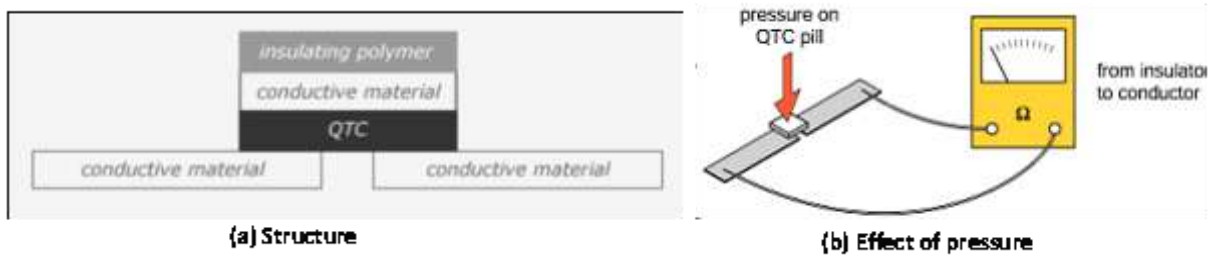 insulating polymer
conductive material
QTC
conductive material
conductive material
(a) Structure
pressure on
QTC pill
from insulator
to conductor
Ω
(b) Effect of pressure